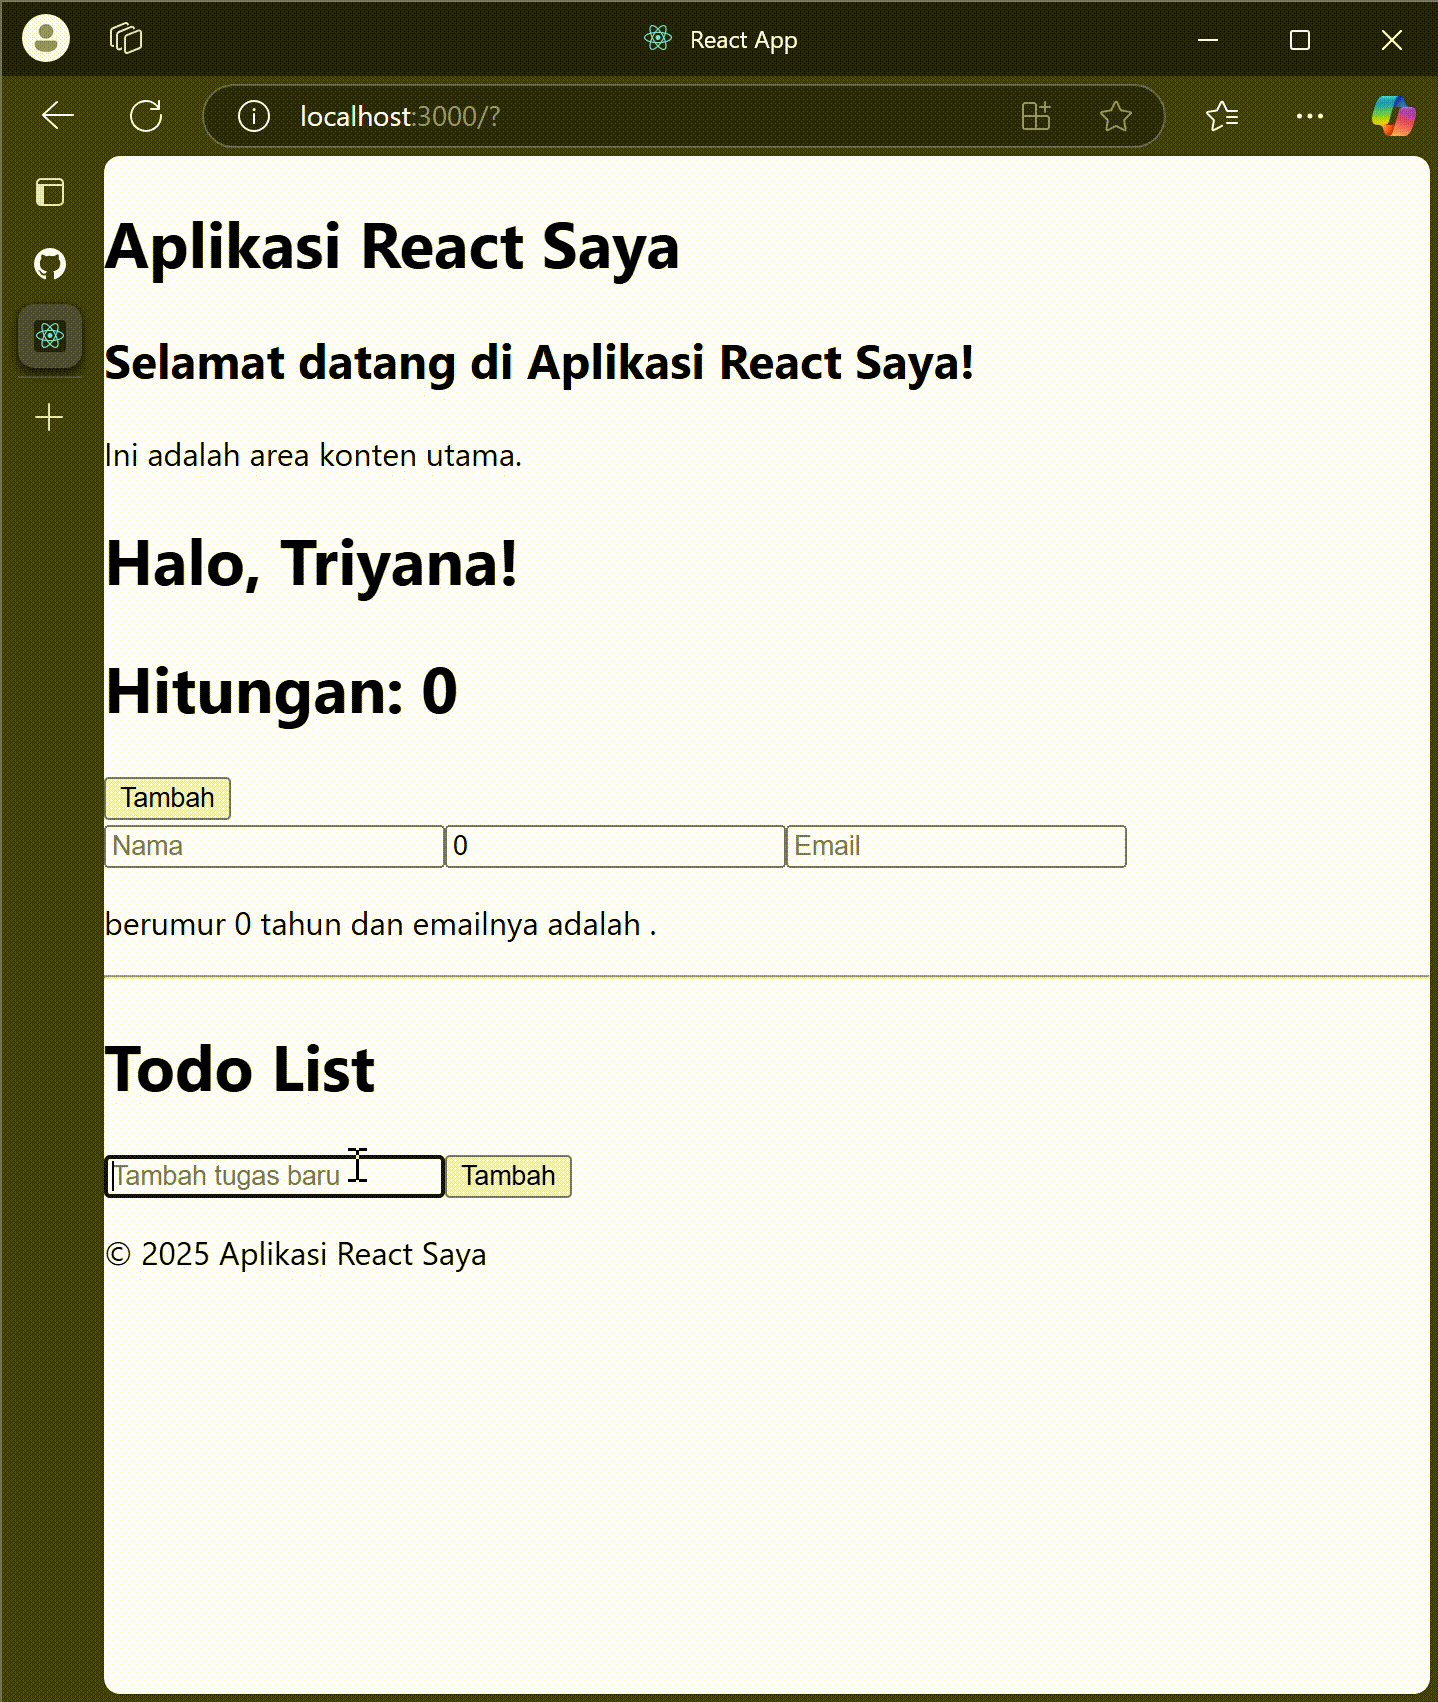 React App
localhost:3000/?
Aplikasi React Saya
Selamat datang di Aplikasi React Saya!
Ini adalah area konten utama.
Halo, Triyana!
Hitungan: 0
Tambah
Nama 0 Email
berumur 0 tahun dan emailnya adalah .
Todo List
Tambah tugas baru Tambah
© 2025 Aplikasi React Saya